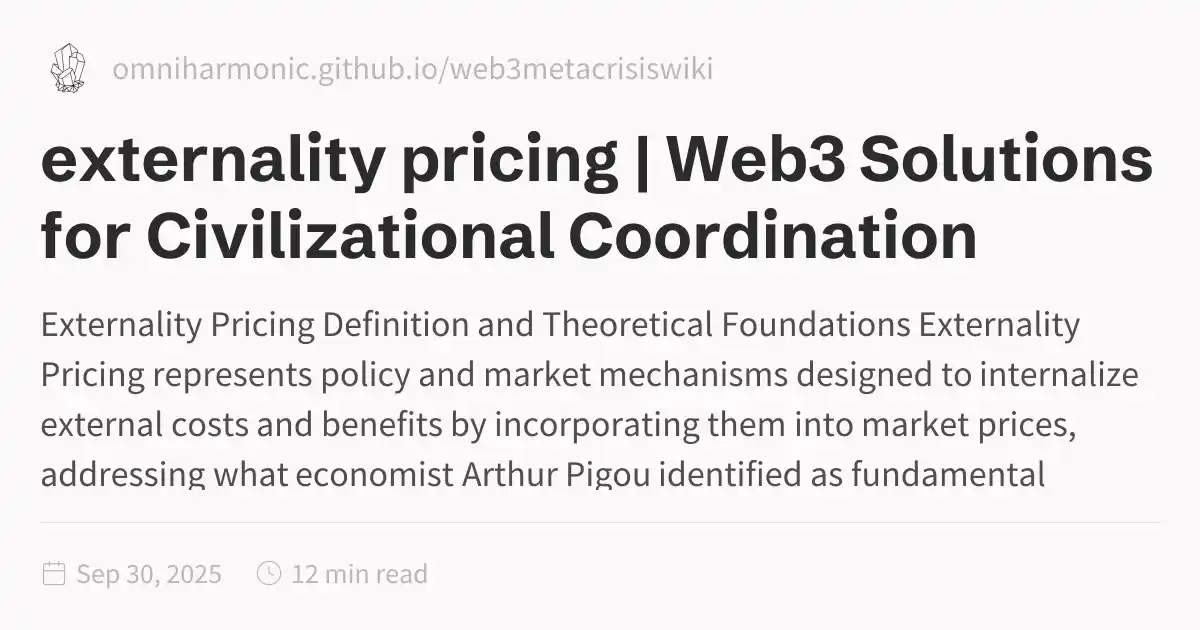 omniharmonic.github.io/web3metacrisiswiki
externality pricing | Web3 Solutions
for Civilizational Coordination
Externality Pricing Definition and Theoretical Foundations Externality
Pricing represents policy and market mechanisms designed to internalize
external costs and benefits by incorporating them into market prices,
addressing what economist Arthur Pigou identified as fundamental
Sep 30, 2025 12 min read